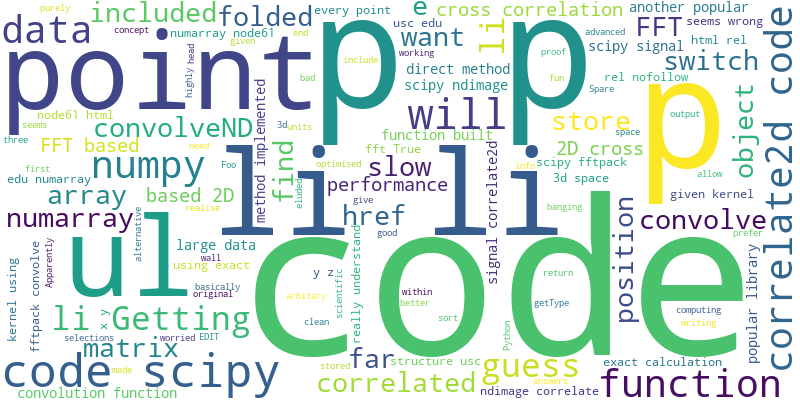 point
p
p
code
li li
ul
p
code scipy
function
correlate2d code
data
included
folded
e
cross correlation
another popular
every point
usc edu
numarray node61
want
li
FFT
seems wrong
scipy signal
html rel
purely
concept
given
end
working
advanced
proof
switch
direct method
scipy ndimage
rel nofollow
fun
Spare
include
bad
highly
head
node61 html
seems
will
store
object
convolveND
function built
2D cross
output
three
FFT based
need
3d
units
fft_True
space
first
numpy
find
method implemented
slow
optimised
info
scipy fftpack
allow
edu numarray
Foo
eluded
performance
3d space
given kernel
array
based 2D
realise
give
signal correlate2d
banging
numarray
href
good
position
convolve
large data
wall
alternative
Apparently
using exact
y z
really understand
return
prefer
kernel using
fftpack convolve
x y
basically
original
scientific
within
better
getType
computing
writing
popular library
li
Getting
arbitary
clean
sort
Python
selections
worried
EDIT
matrix
far
structure usc
guess
exact calculation
made
stored
answers
correlated
ndimage correlate
convolution function